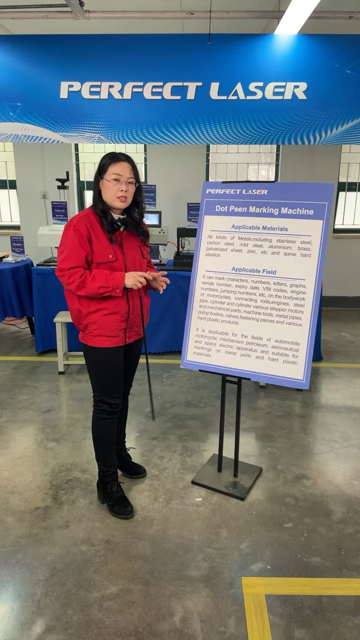 PERFECT LASER
PERFECT LASER
Dot Peen Marking Machine
Applicable Materials
All kinds of Metals:including stainless steel,
carbon steel, mild steel, aluminium, brass,
galvanised sheet, zinc, etc and some hard
plastics.
Applicable Field
It can mark characters, numbers, letters, graphs,
serials number, expiry date, VIN codes, engine
numbers, jumping numbers, etc, on the bodywork
of motorcycles, connecting rods,engines. Ideal
pipe, cylinder and cylinder various stepper motors
and mechanical parts, machine tools, metal pipes,
pump bodies, valves,fastening pieces and various
hard plastic products.
It is applicable for the fields of automobile
motorcycle, mechanism, petroleum, aeronautical
and space electric apparatus and suitable for
markings on metal parts and hard plastic
materials.